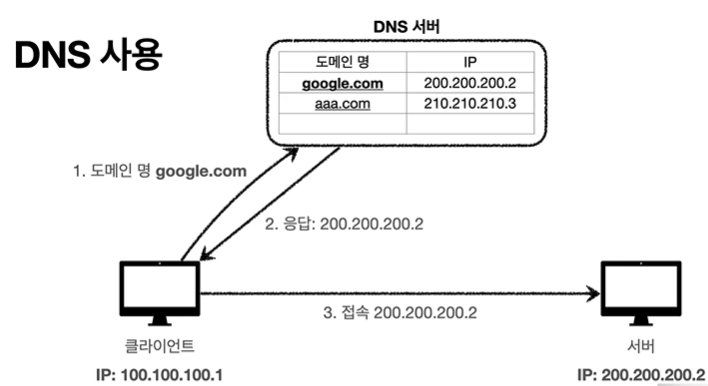 DNS 사용
DNS 서버
도메인 명 IP
google.com 200.200.200.2
aaa.com 210.210.210.3
1. 도메인 명 google.com
2. 응답: 200.200.200.2
3. 접속 200.200.200.2
클라이언트
IP: 100.100.100.1
서버
IP: 200.200.200.2